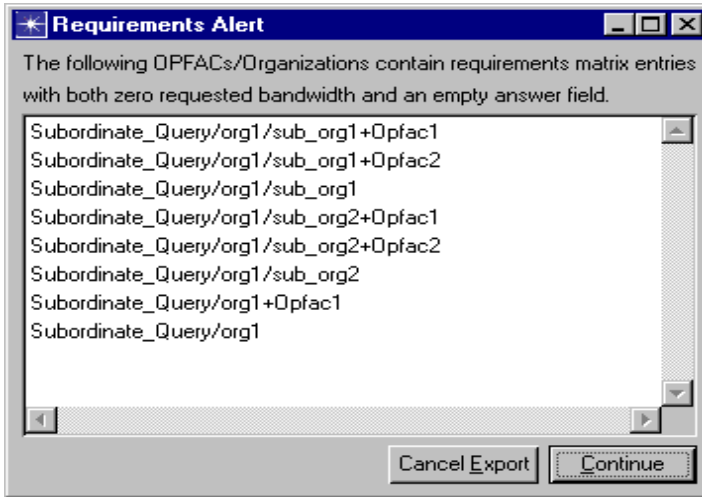 Requirements Alert
The following OPFACs/Organizations contain requirements matrix entries
with both zero requested bandwidth and an empty answer field.
Subordinate_Query/org1/sub_org1+Opfac1
Subordinate_Query/org1/sub_org1+Opfac2
Subordinate_Query/org1/sub_org1
Subordinate_Query/org1/sub_org2+Opfac1
Subordinate_Query/org1/sub_org2+Opfac2
Subordinate_Query/org1/sub_org2
Subordinate_Query/org1+Opfac1
Subordinate_Query/org1
Cancel Export Continue